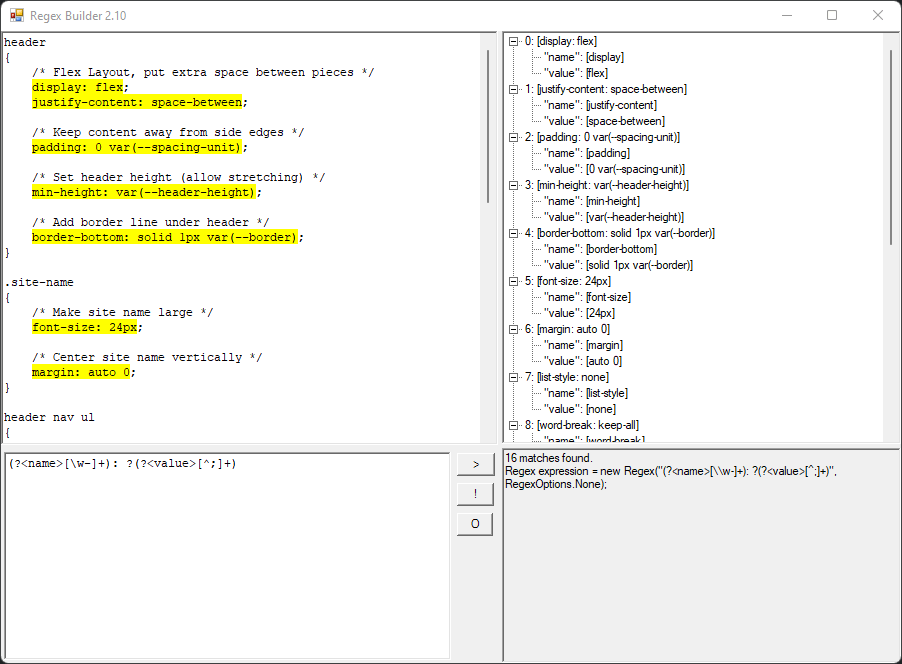 Regex Builder 2.10
header
{
/* Flex Layout, put extra space between pieces */
display: flex;
justify-content: space-between;
/* Keep content away from side edges */
padding: 0 var(--spacing-unit);
/* Set header height (allow stretching) */
min-height: var(--header-height);
/* Add border line under header */
border-bottom: solid 1px var(--border);
}
.site-name
{
/* Make site name large */
font-size: 24px;
/* Center site name vertically */
margin: auto 0;
}
header nav ul
{
0: [display: flex]
"name": [display]
"value": [flex]
1: [justify-content: space-between]
"name": [justify-content]
"value": [space-between]
2: [padding: 0 var(--spacing-unit)]
"name": [padding]
"value": [0 var(--spacing-unit)]
3: [min-height: var(--header-height)]
"name": [min-height]
"value": [var(--header-height)]
4: [border-bottom: solid 1px var(--border)]
"name": [border-bottom]
"value": [solid 1px var(--border)]
5: [font-size: 24px]
"name": [font-size]
"value": [24px]
6: [margin: auto 0]
"name": [margin]
"value": [auto 0]
7: [list-style: none]
"name": [list-style]
"value": [none]
8: [word-break: keep-all]
"name": [word-break]
(?<name>[\w-]+): ?(?<value>[^;]+)
>
!
O
16 matches found.
Regex expression = new Regex("(?<name>[\\w-]+): ?(?<value>[^;]+)",
RegexOptions.None);